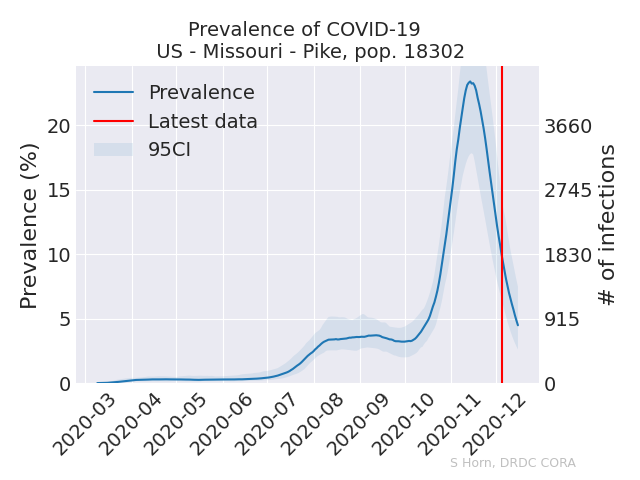 Prevalence of COVID-19
US - Missouri - Pike, pop. 18302
Prevalence
Latest data
95CI
Prevalence (%)
20
15
10
5
0
3660
2745
1830
915
0
# of infections
2020-03
2020-04
2020-05
2020-06
2020-07
2020-08
2020-09
2020-10
2020-11
2020-12
S Horn, DRDC CORA